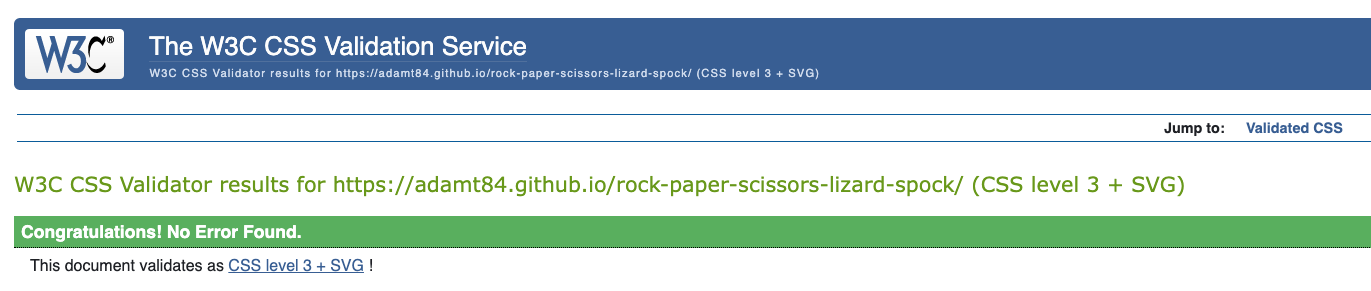 W3C®
The W3C CSS Validation Service
W3C CSS Validator results for https://adamt84.github.io/rock-paper-scissors-lizard-spock/ (CSS level 3 + SVG)
Jump to: Validated CSS
W3C CSS Validator results for https://adamt84.github.io/rock-paper-scissors-lizard-spock/ (CSS level 3 + SVG)
Congratulations! No Error Found.
This document validates as CSS level 3 + SVG !